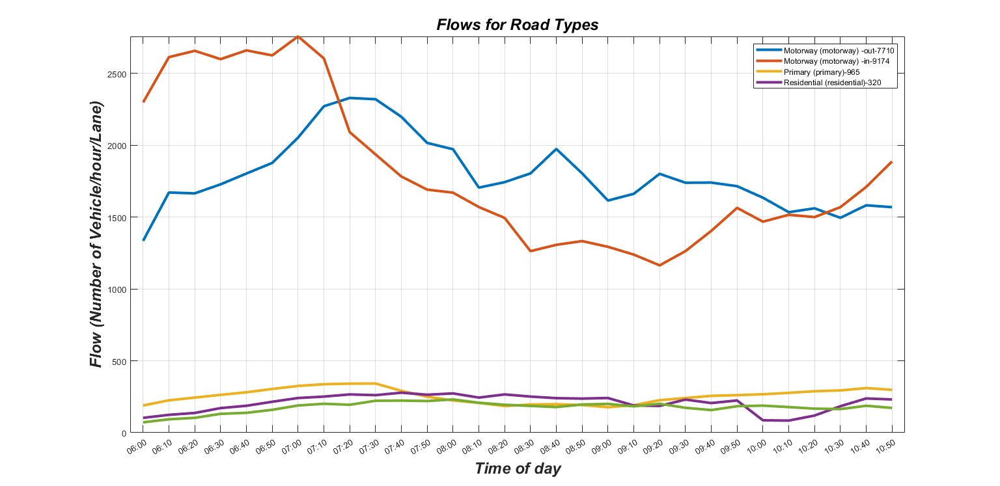 Flows for Road Types
Motorway (motorway) -out-7710
Motorway (motorway) -in-9174
Primary (primary)-965
Residential (residential)-320
Flow (Number of Vehicle/hour/Lane)
2500
2000
1500
1000
500
0
06:00 06:10 06:20 06:30 06:40 06:50 07:00 07:10 07:20 07:30 07:40 07:50 08:00 08:10 08:20 08:30 08:40 08:50 09:00 09:10 09:20 09:30 09:40 09:50 10:00 10:10 10:20 10:30 10:40 10:50
Time of day